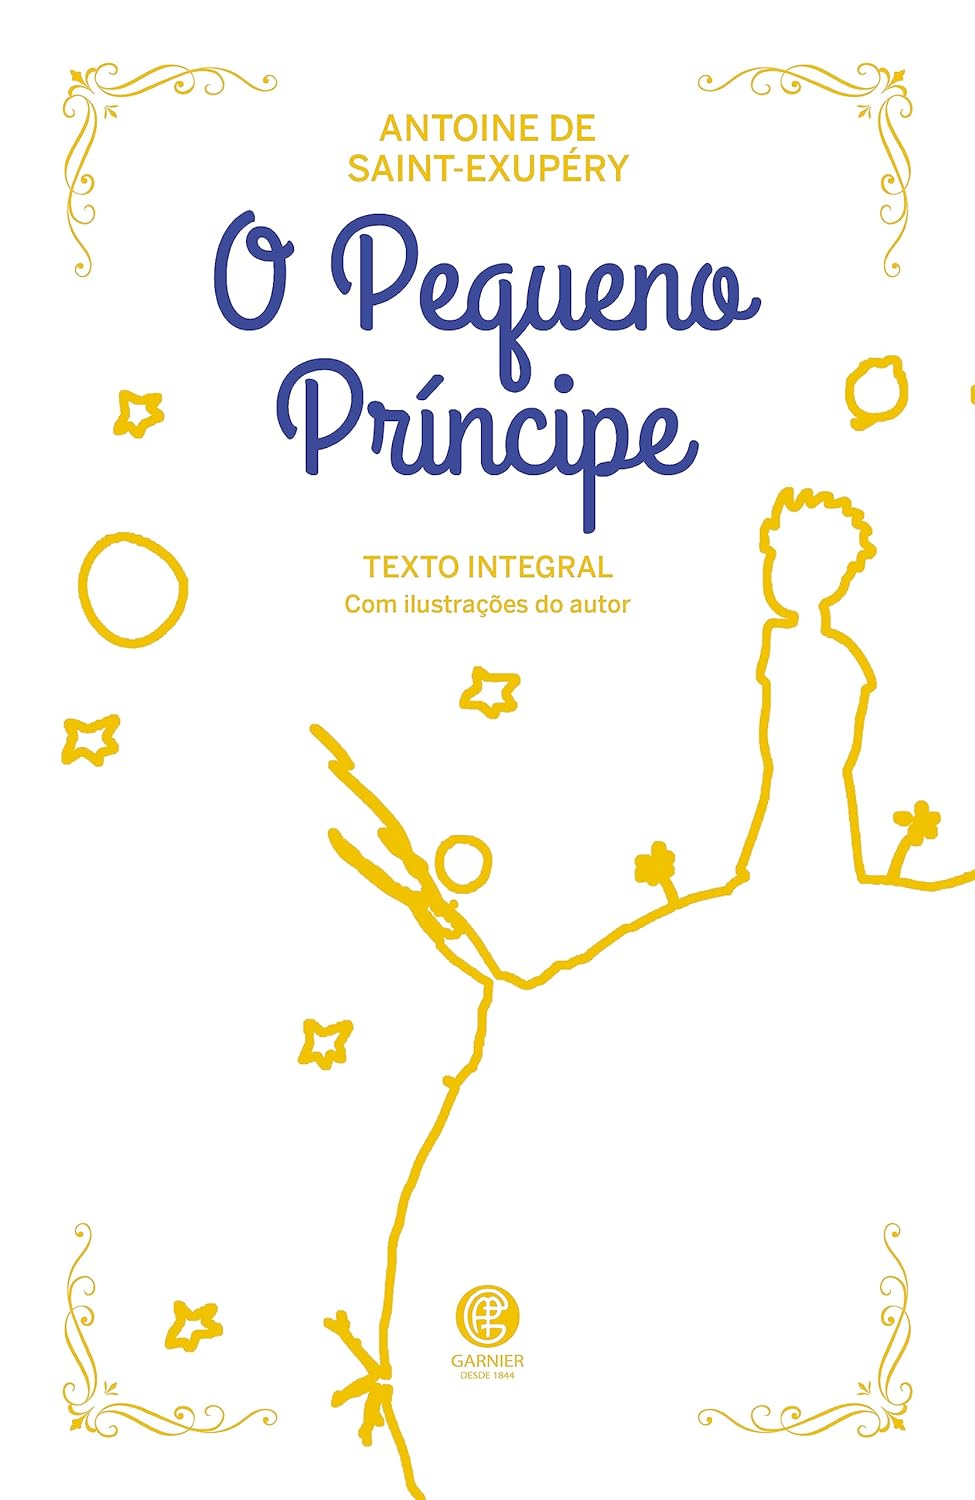 ANTOINE DE
SAINT-EXUPÉRY
O Pequeno
Príncipe
TEXTO INTEGRAL
Com ilustrações do autor
GARNIER
DESDE 1844